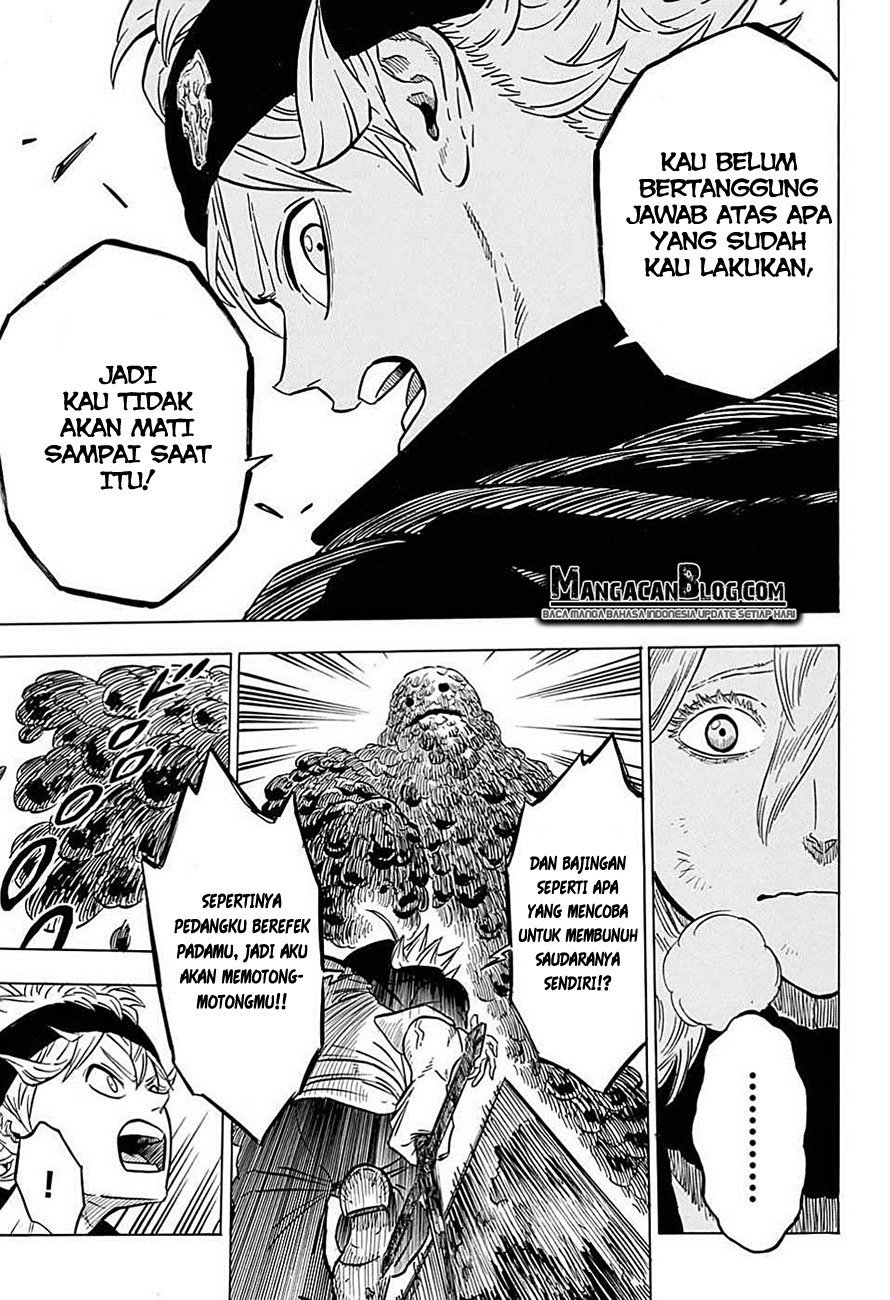 KAU BELUM
BERTANGGUNG
JAWAB ATAS APA
YANG SUDAH
KAU LAKUKAN,
JADI
KAU TIDAK
AKAN MATI
SAMPAI SAAT
ITU!
MANGACANBLOG.COM
BACA MANGA BAHASA INDONESIA UPDATE SETIAP HARI
..........
DAN BAJINGAN
SEPERTI APA
YANG MENCOBA
UNTUK MEMBUNUH
SAUDARANYA
SENDIRI!?
SEPERTINYA
PEDANGKU BEREFEK
PADAMU, JADI AKU
AKAN MEMOTONG-
MOTONGMU!!
ズ
!